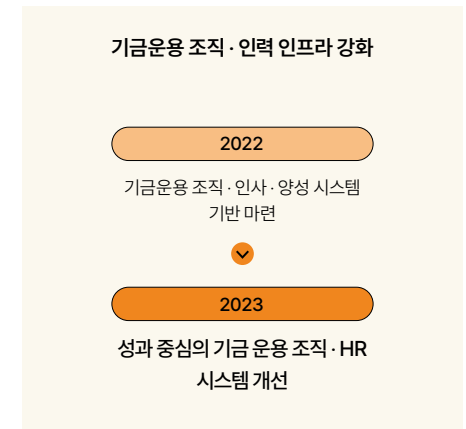 기금운용 조직 · 인력 인프라 강화
2022
기금운용 조직 · 인사 · 양성 시스템
기반 마련
2023
성과 중심의 기금 운용 조직 · HR
시스템 개선